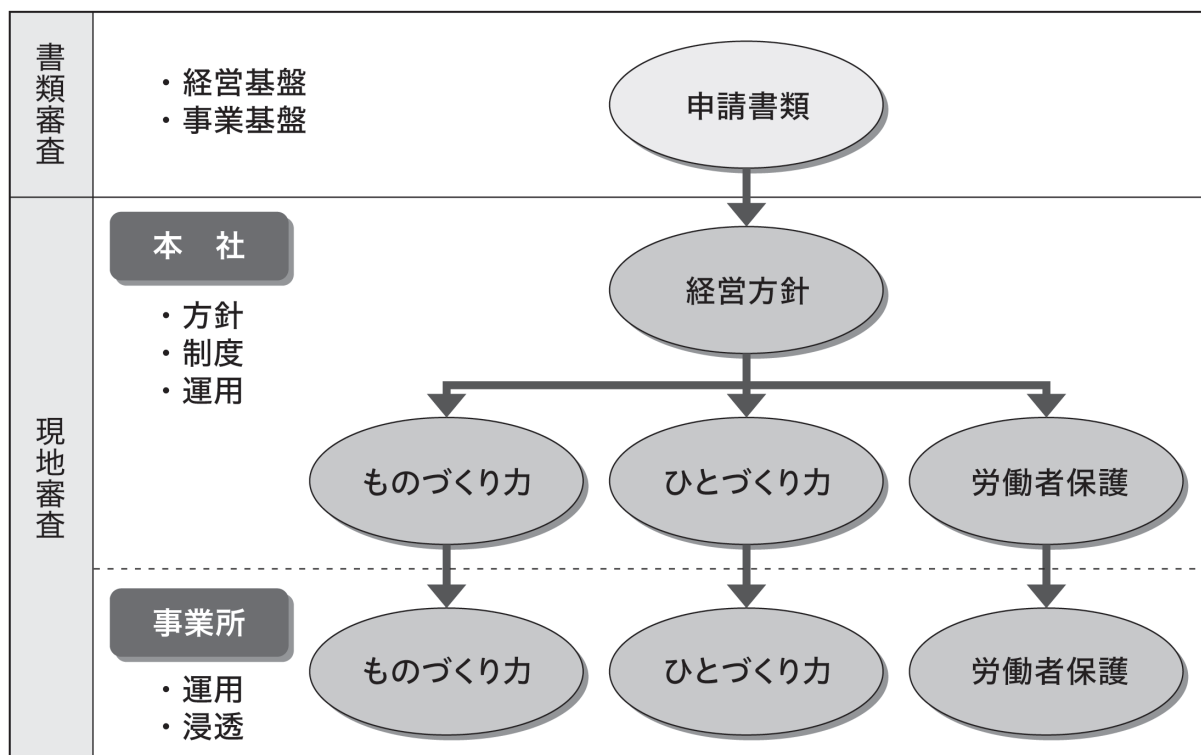 書類審査
・経営基盤
・事業基盤
申請書類
現地審査
本　社
・方針
・制度
・運用
経営方針
ものづくり力
ひとづくり力
労働者保護
事業所
・運用
・浸透
ものづくり力
ひとづくり力
労働者保護